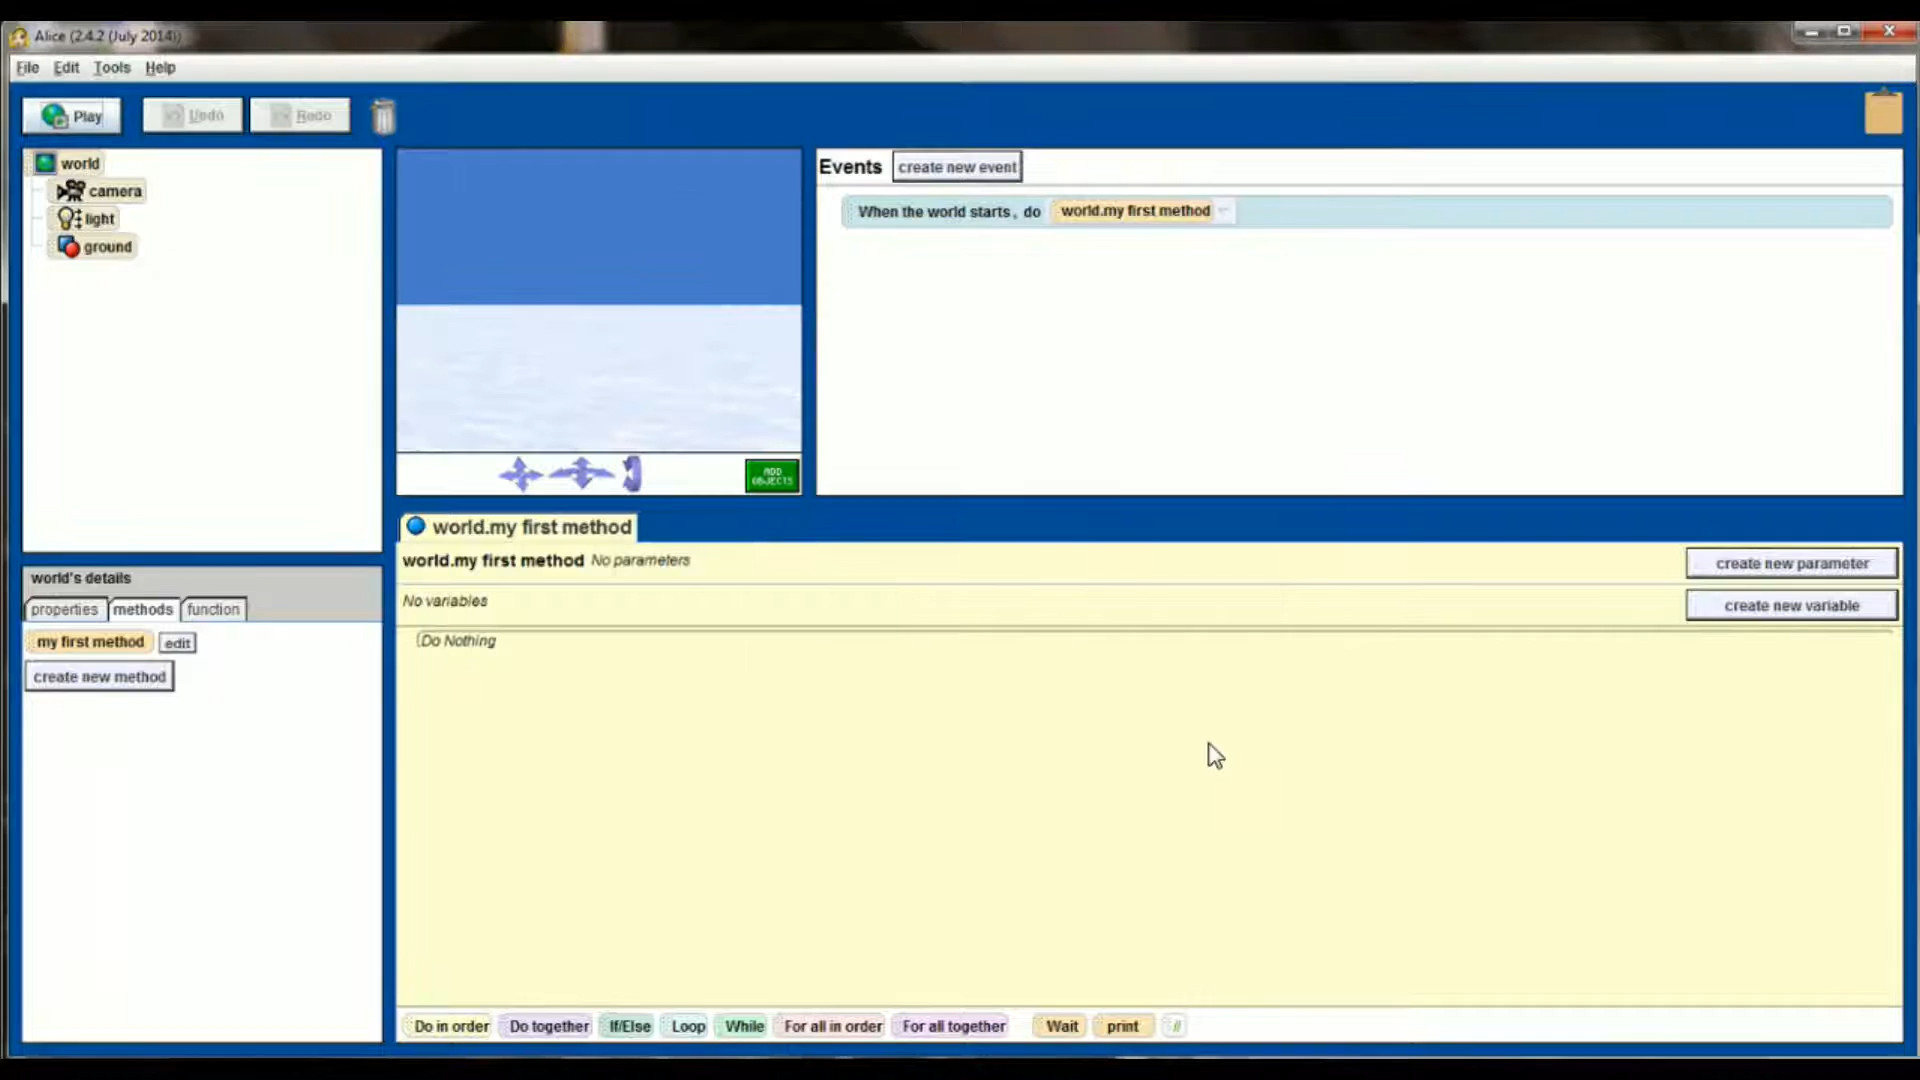 Alice (2.4.2 (July 2014))
File Edit Tools Help
Play Undo Redo
world
camera
light
ground
Events create new event
When the world starts, do world.my first method
ADD OBJECTS
world's details
properties methods function
my first method edit
create new method
world.my first method
world.my first method No parameters
create new parameter
No variables
create new variable
(Do Nothing
Do in order Do together If/Else Loop While For all in order For all together Wait print //